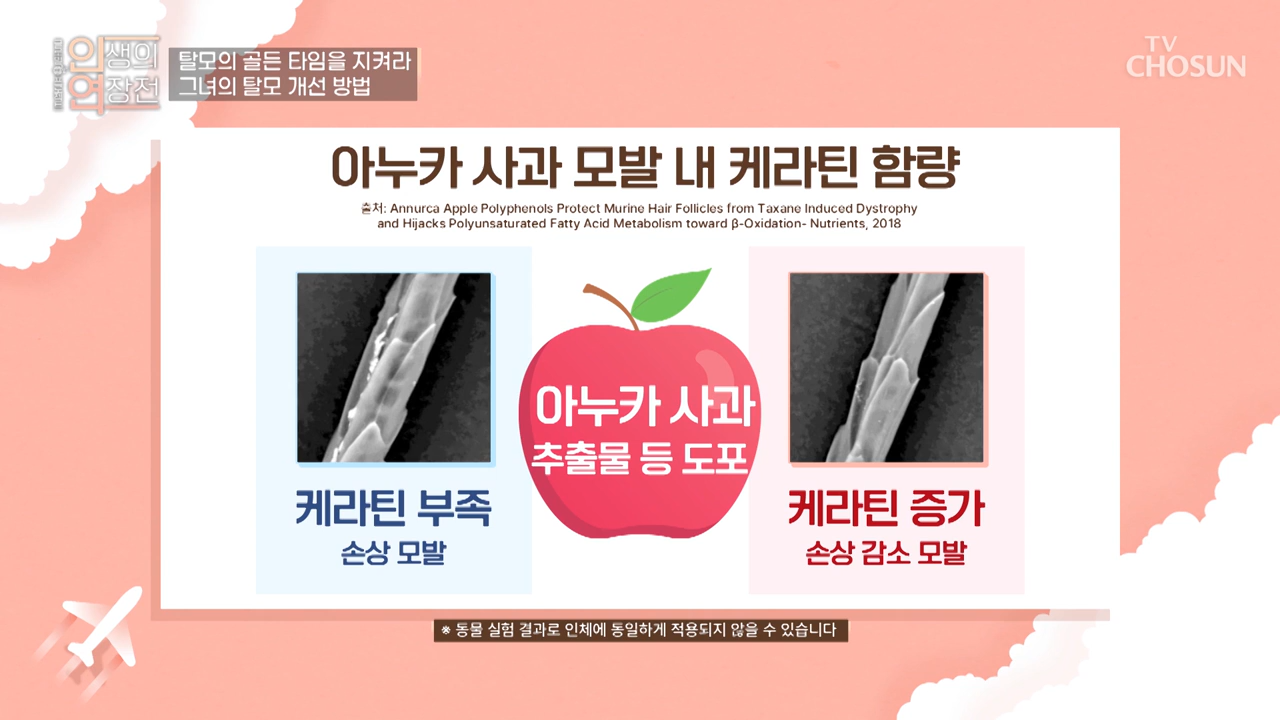 인생의
연장전
탈모의 골든 타임을 지켜라
그녀의 탈모 개선 방법
TV
CHOSUN
아누카 사과 모발 내 케라틴 함량
출처: Annurca Apple Polyphenols Protect Murine Hair Follicles from Taxane Induced Dystrophy
and Hijacks Polyunsaturated Fatty Acid Metabolism toward β-Oxidation- Nutrients, 2018
아누카 사과
추출물 등 도포
케라틴 부족
손상 모발
케라틴 증가
손상 감소 모발
※ 동물 실험 결과로 인체에 동일하게 적용되지 않을 수 있습니다